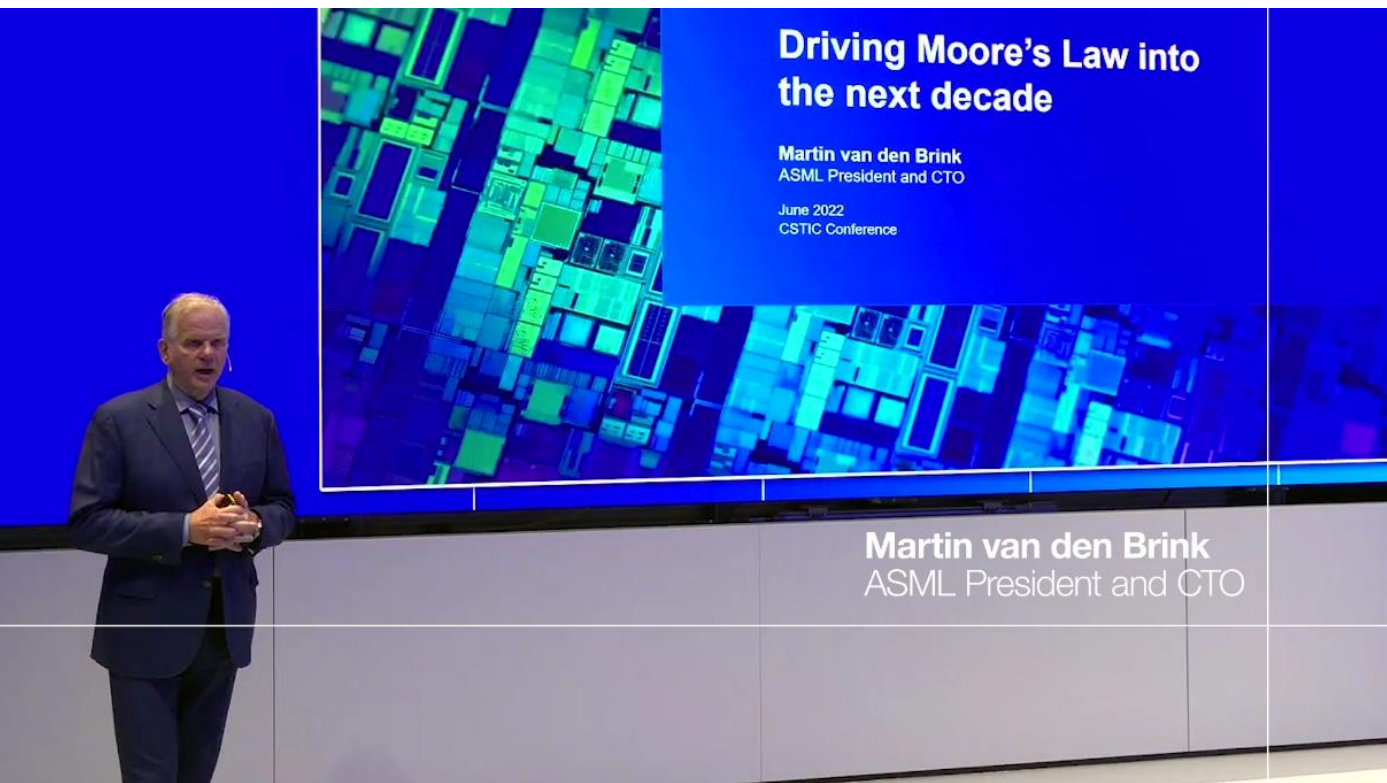 Driving Moore's Law into
the next decade
Martin van den Brink
ASML President and CTO
June 2022
CSTIC Conference
Martin van den Brink
ASML President and CTO